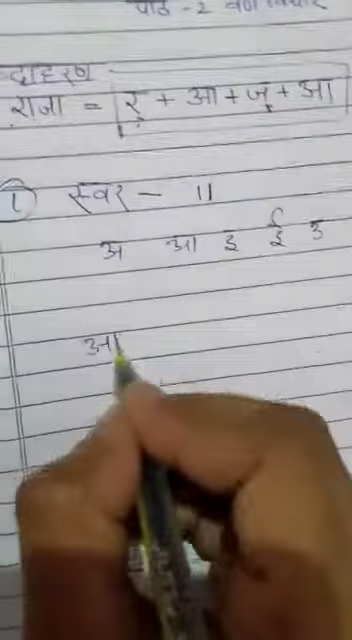 पाठ - 2 वर्ण विचार
उदाहरण
राजा = र् + आ + ज् + आ
1 स्वर - 11
अ आ इ ई उ
आ